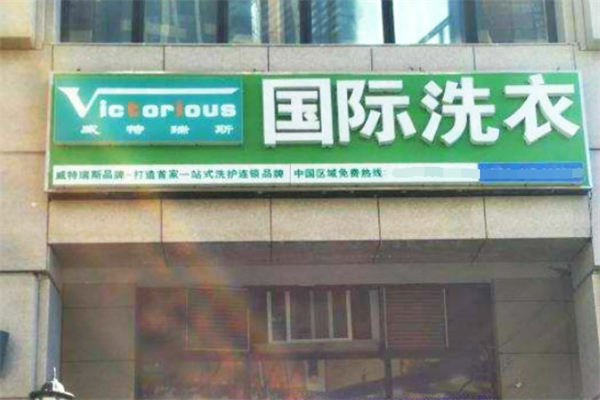 Victorious
威特瑞斯
国际洗衣
威特瑞斯品牌-打造首家一站式洗护连锁品牌
中国区域免费热线: